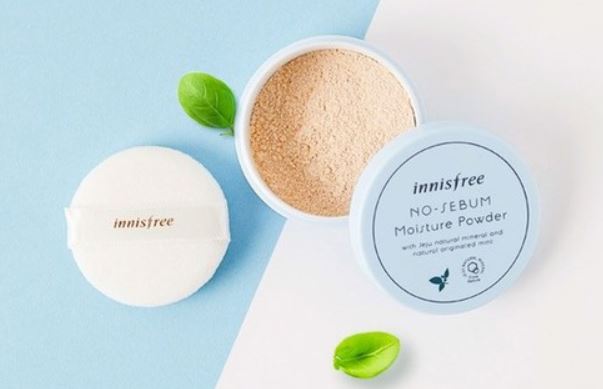 innisfree
innisfree
NO-SEBUM
Moisture Powder
with Jeju natural mineral and
natural originated mint